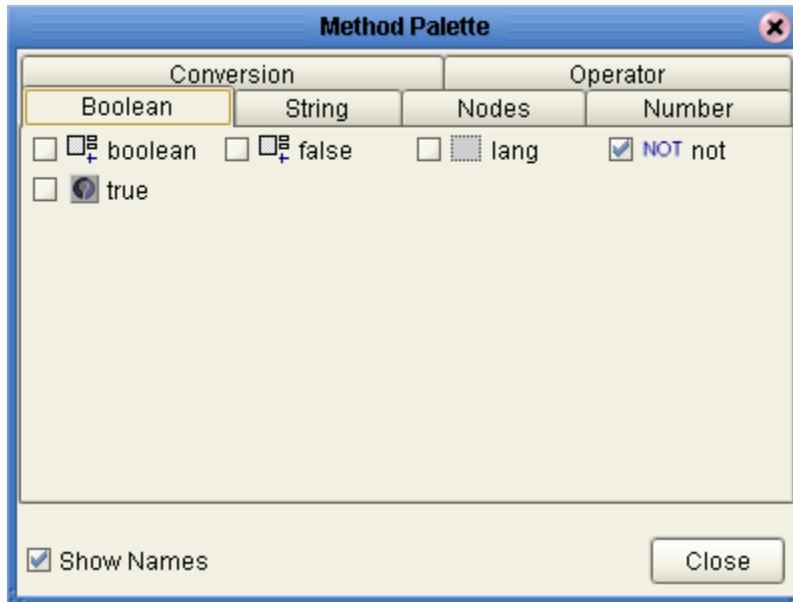 Method Palette
Conversion Operator
Boolean String Nodes Number
boolean false lang NOT not
true
Show Names Close